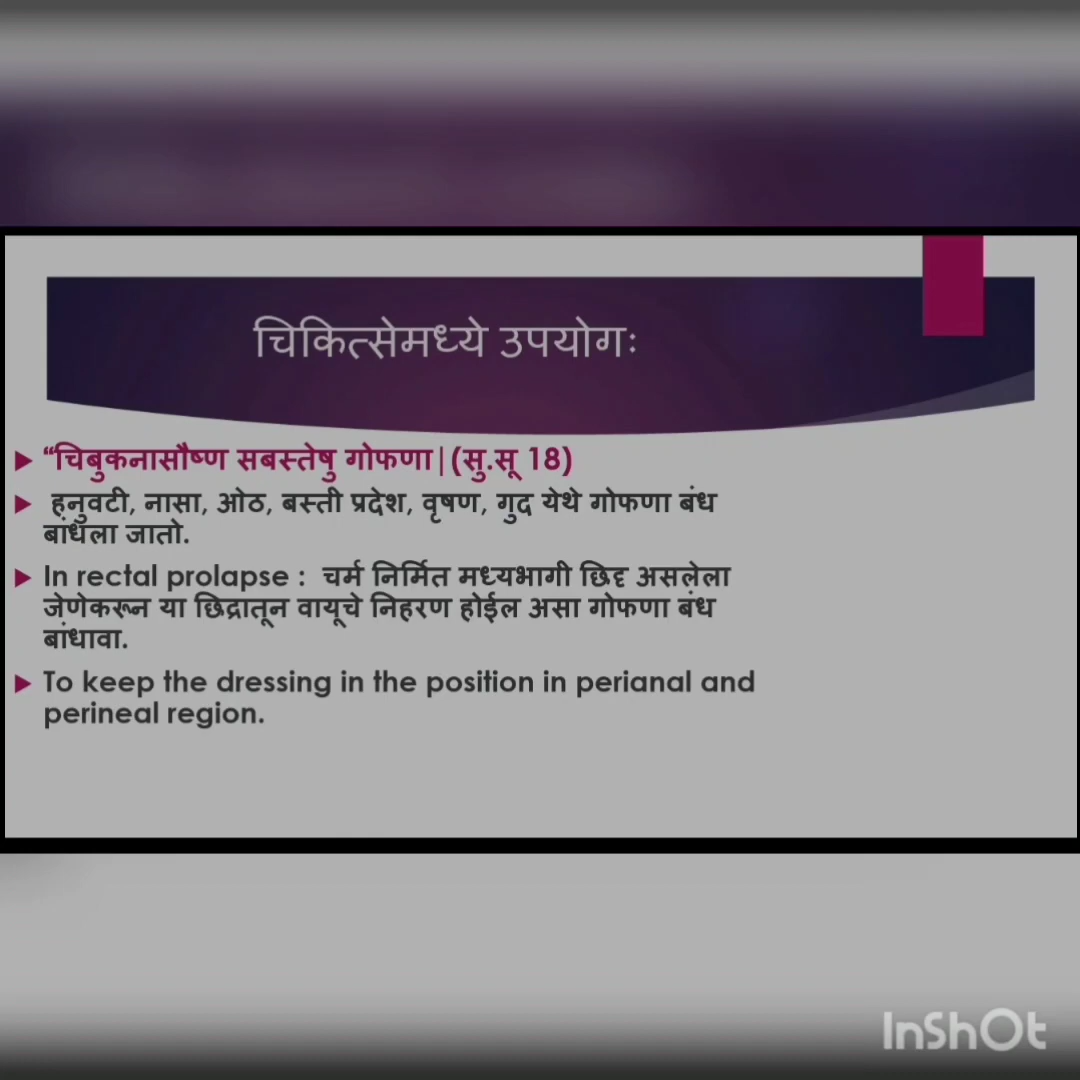 चिकित्सेमध्ये उपयोगः
“चिबुकनासौष्ण सबस्तेषु गोफणा|(सु.सू 18)
हनुवटी, नासा, ओठ, बस्ती प्रदेश, वृषण, गुद येथे गोफणा बंध
बांधला जातो.
In rectal prolapse : चर्म निर्मित मध्यभागी छिदृ असलेला
जेणेकरून या छिद्रातून वायूचे निहरण होईल असा गोफणा बंध
बांधावा.
To keep the dressing in the position in perianal and
perineal region.
InShOt